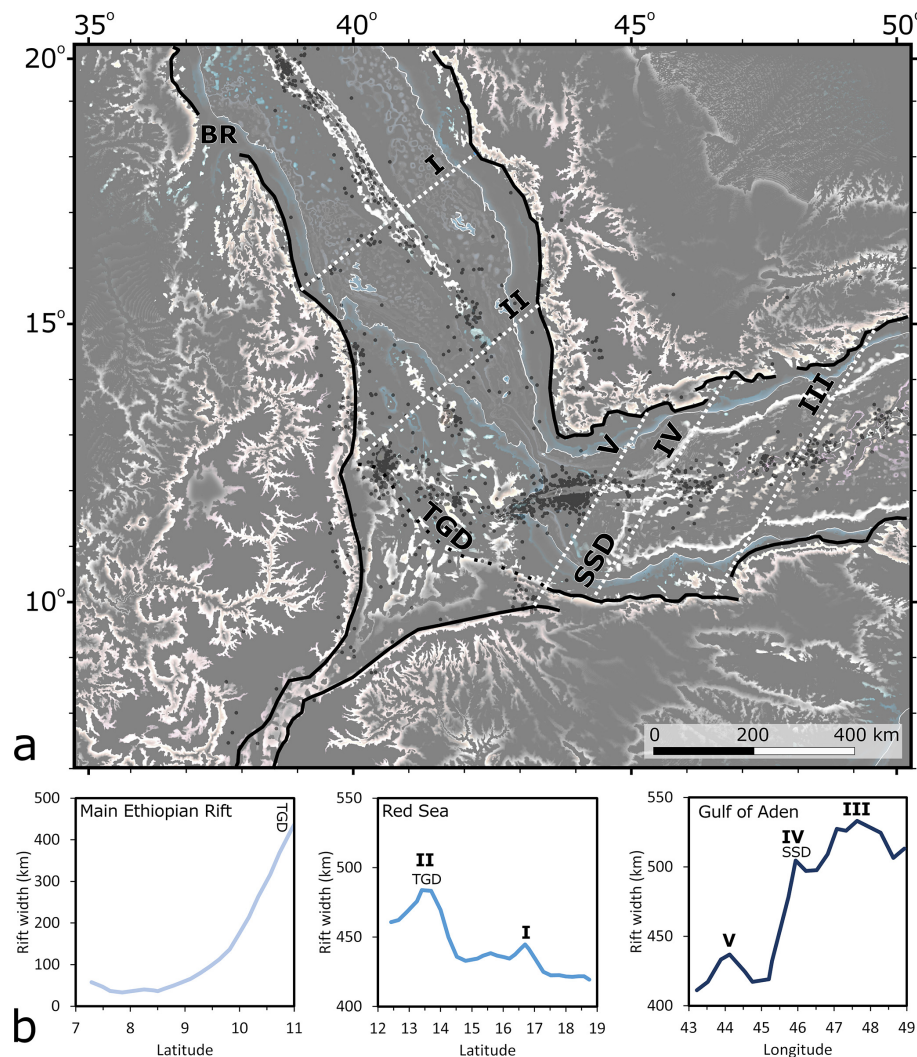 35° 40° 45° 50°
20°
BR
I
II
15°
III
V
IV
TGD
SSD
10°
a
0 200 400 km
Main Ethiopian Rift
TGD
500
400
300
200
100
0
Rift width (km)
7 8 9 10 11
Latitude
Red Sea
II
TGD
I
550
500
450
400
Rift width (km)
12 13 14 15 16 17 18 19
Latitude
Gulf of Aden
III
IV
SSD
V
550
500
450
400
Rift width (km)
43 44 45 46 47 48 49
Longitude
b